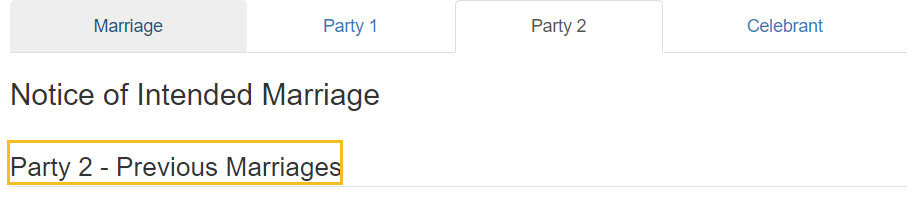 Marriage Party 1 Party 2 Celebrant
Notice of Intended Marriage
Party 2 - Previous Marriages